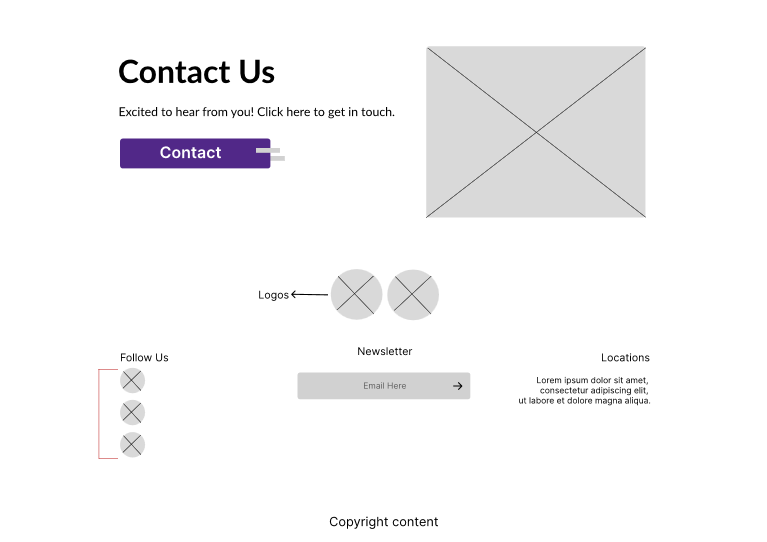 Contact Us
Excited to hear from you! Click here to get in touch.
Contact
Logos
Follow Us
Newsletter
Email Here
Locations
Lorem ipsum dolor sit amet,
consectetur adipiscing elit,
ut labore et dolore magna aliqua.
Copyright content